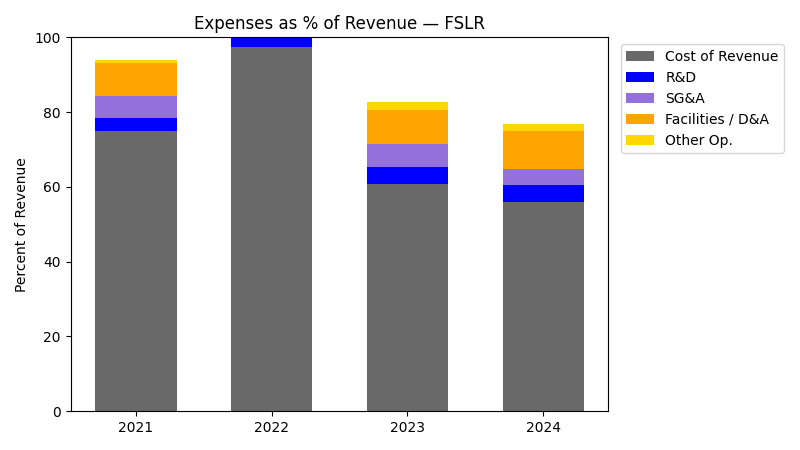 Expenses as % of Revenue — FSLR
Percent of Revenue
100
80
60
40
20
0
2021
2022
2023
2024
Cost of Revenue
R&D
SG&A
Facilities / D&A
Other Op.